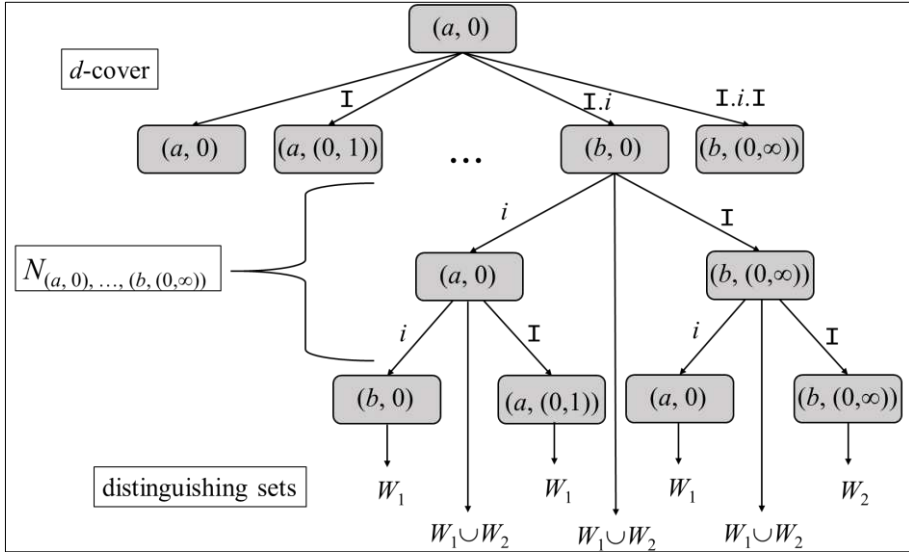 (a, 0)
d-cover
I
I.i
I.i.I
(a, 0)
(a, (0, 1))
...
(b, 0)
(b, (0,∞))
i
I
N(a, 0), ..., (b, (0,∞))
(a, 0)
(b, (0,∞))
i
I
i
I
(b, 0)
(a, (0,1))
(a, 0)
(b, (0,∞))
distinguishing sets
W1
W1
W1
W2
W1∪W2
W1∪W2
W1∪W2